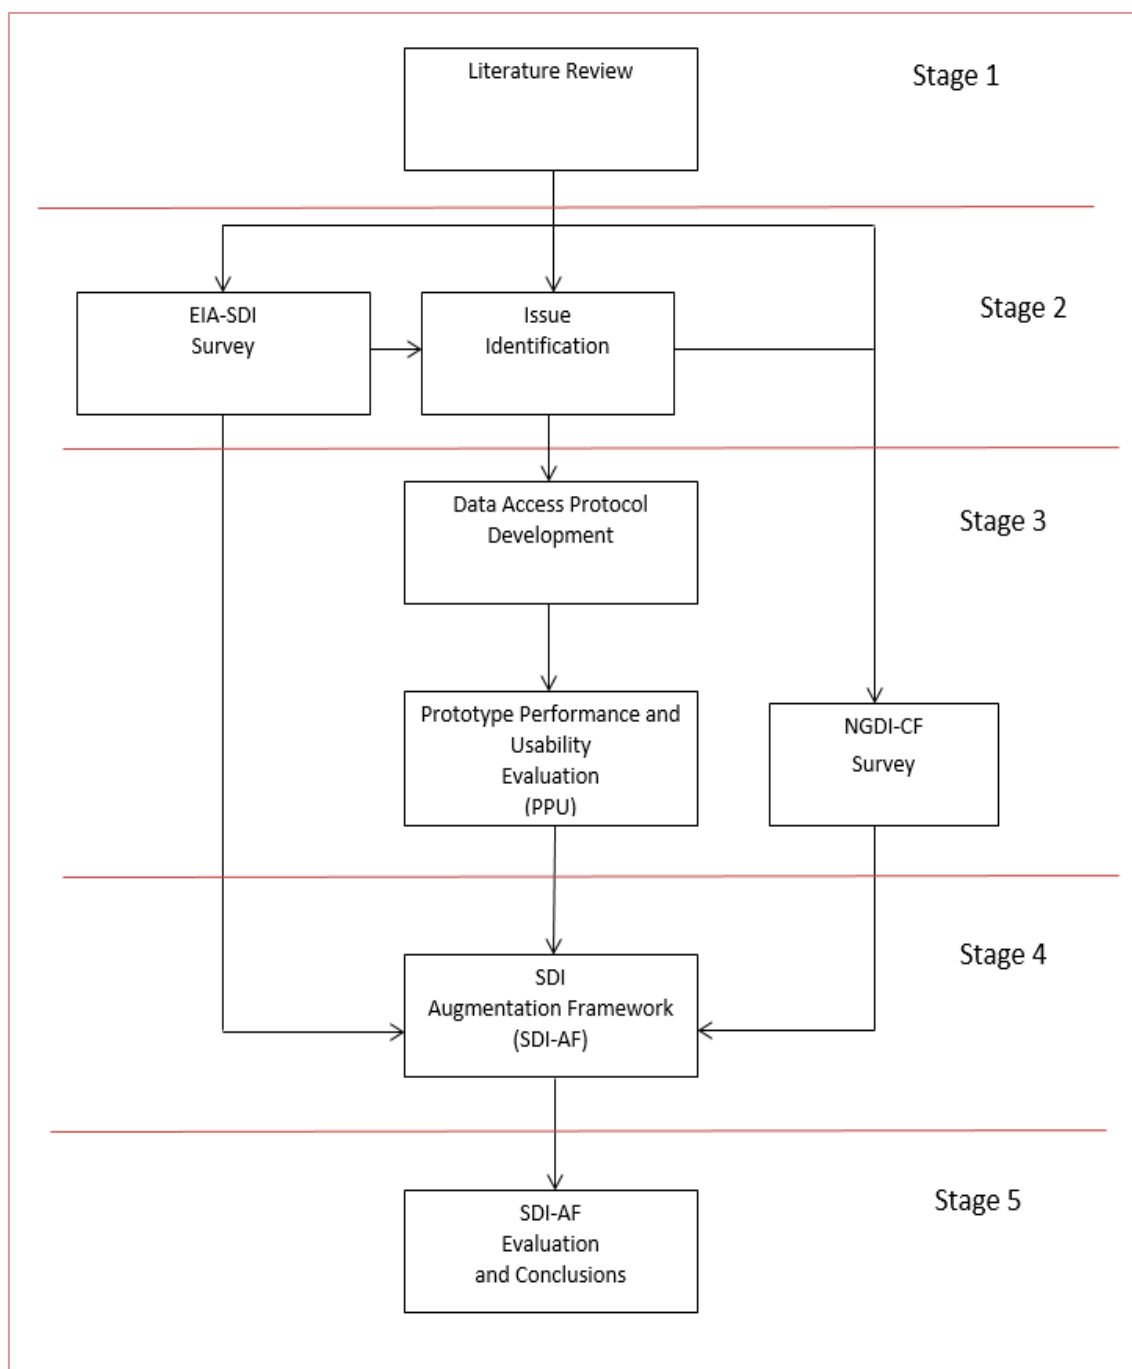 Literature Review
Stage 1
EIA-SDI
Survey
Issue
Identification
Stage 2
Data Access Protocol
Development
Stage 3
Prototype Performance and
Usability
Evaluation
(PPU)
NGDI-CF
Survey
SDI
Augmentation Framework
(SDI-AF)
Stage 4
SDI-AF
Evaluation
and Conclusions
Stage 5